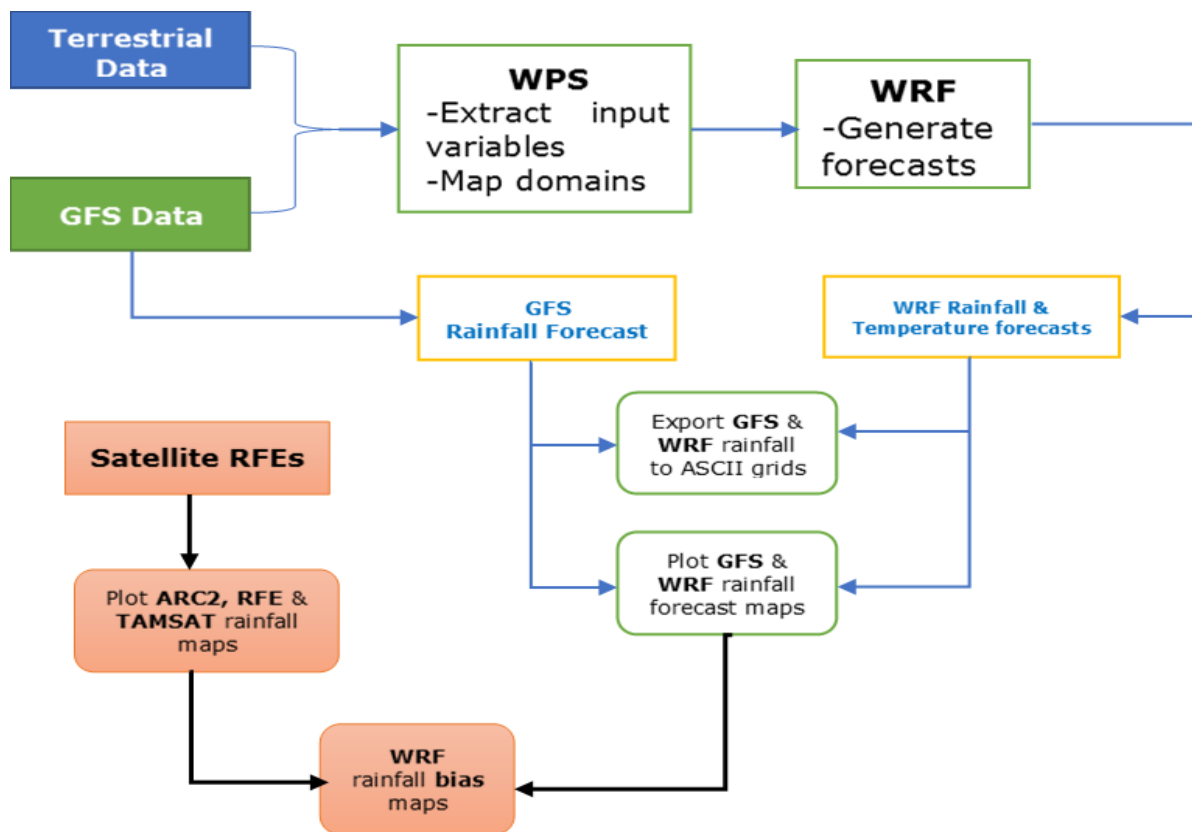 Terrestrial
Data
GFS Data
WPS
-Extract input
variables
-Map domains
WRF
-Generate
forecasts
GFS
Rainfall Forecast
WRF Rainfall &
Temperature forecasts
Export GFS &
WRF rainfall
to ASCII grids
Satellite RFEs
Plot GFS &
WRF rainfall
forecast maps
Plot ARC2, RFE &
TAMSAT rainfall
maps
WRF
rainfall bias
maps